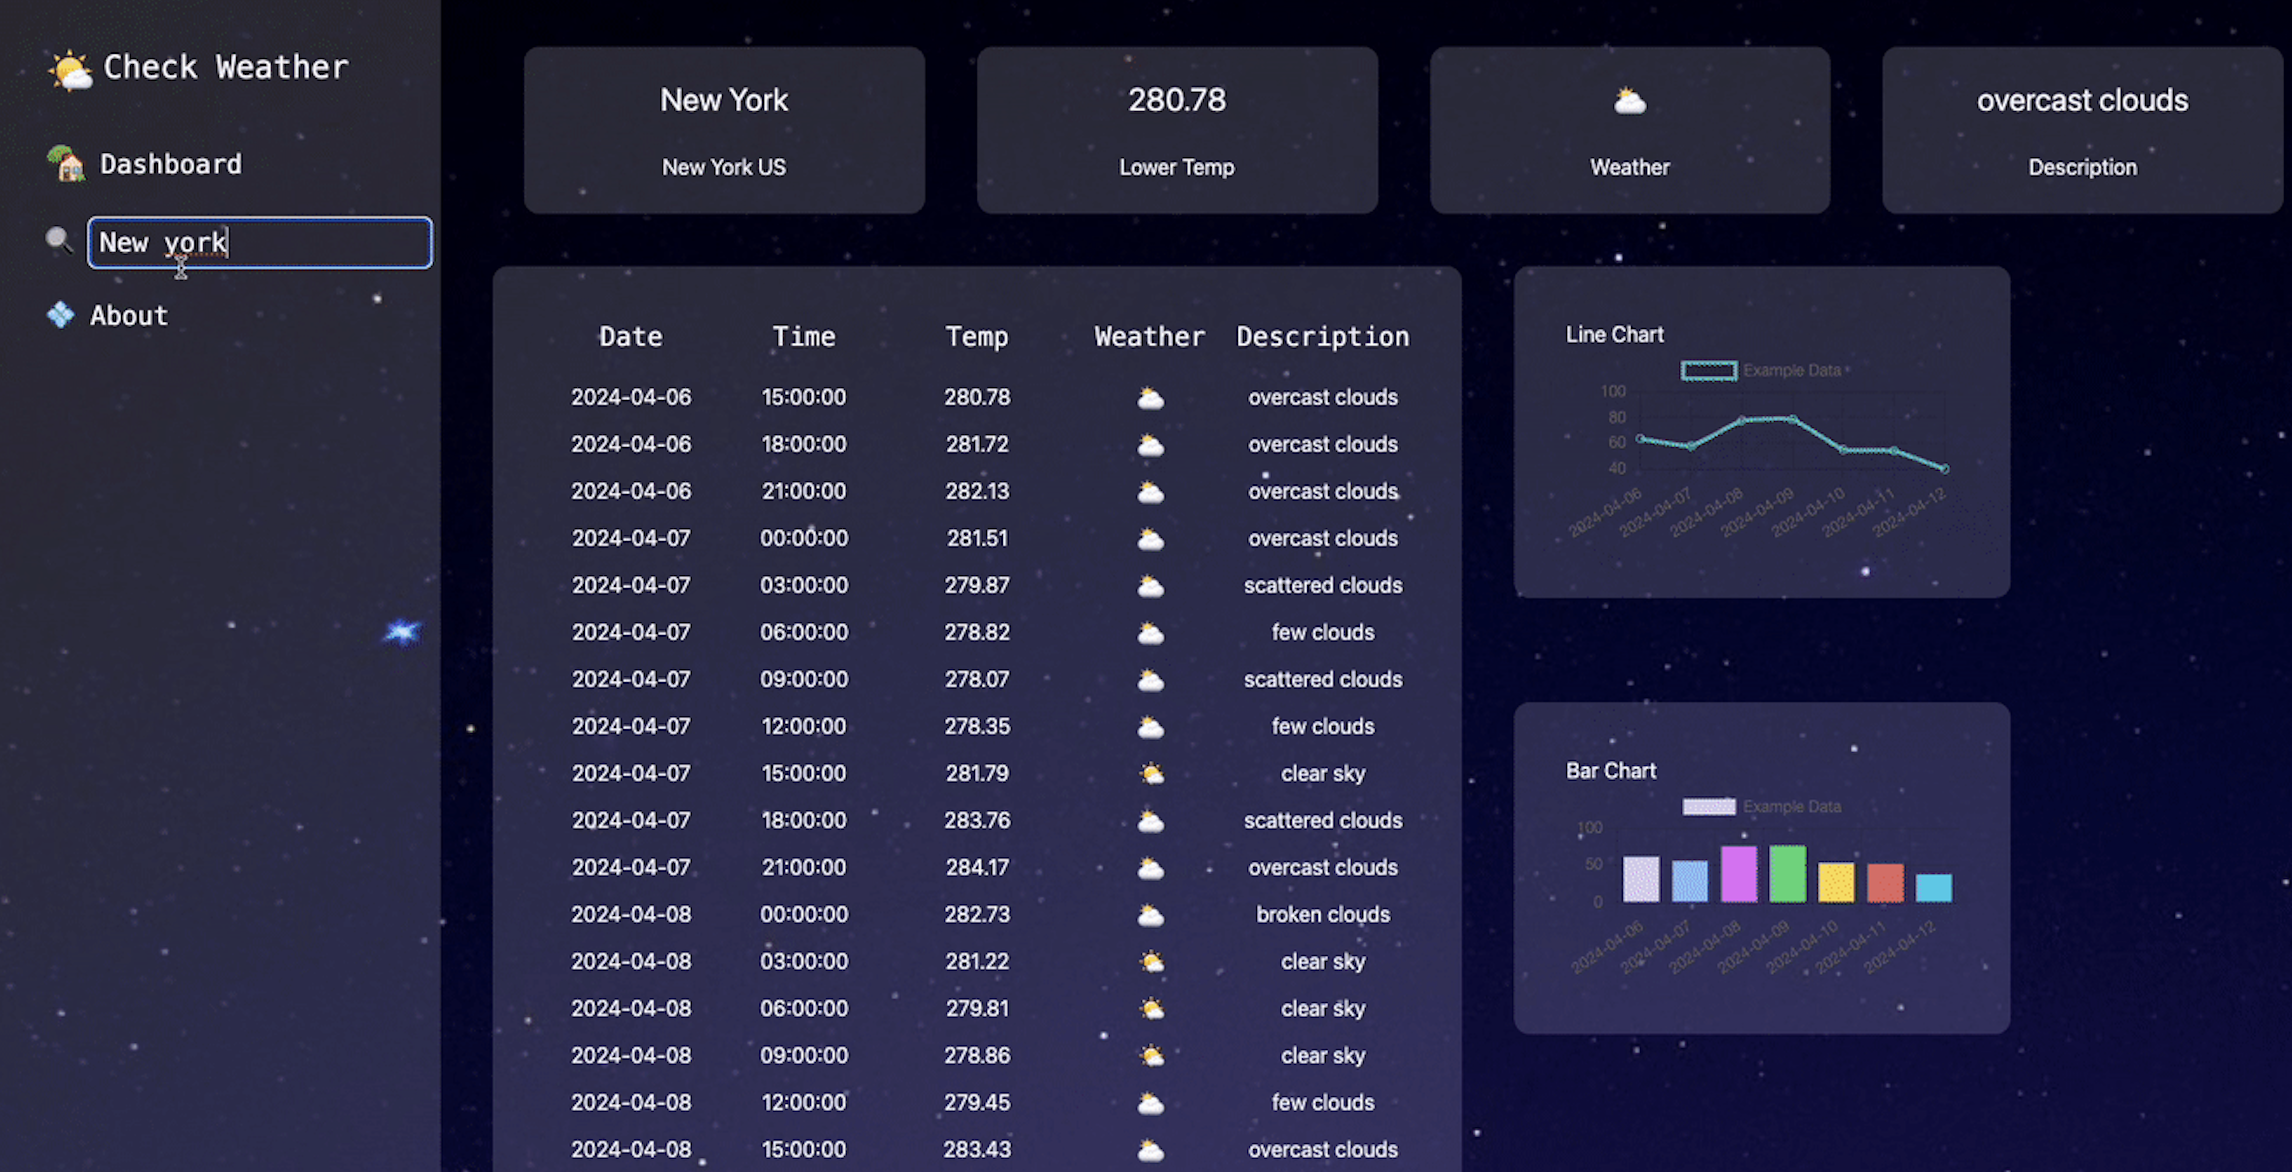 Check Weather
Dashboard
New york
About
New York
New York US
280.78
Lower Temp
Weather
overcast clouds
Description
Date Time Temp Weather Description
2024-04-06 15:00:00 280.78 overcast clouds
2024-04-06 18:00:00 281.72 overcast clouds
2024-04-06 21:00:00 282.13 overcast clouds
2024-04-07 00:00:00 281.51 overcast clouds
2024-04-07 03:00:00 279.87 scattered clouds
2024-04-07 06:00:00 278.82 few clouds
2024-04-07 09:00:00 278.07 scattered clouds
2024-04-07 12:00:00 278.35 few clouds
2024-04-07 15:00:00 281.79 clear sky
2024-04-07 18:00:00 283.76 scattered clouds
2024-04-07 21:00:00 284.17 overcast clouds
2024-04-08 00:00:00 282.73 broken clouds
2024-04-08 03:00:00 281.22 clear sky
2024-04-08 06:00:00 279.81 clear sky
2024-04-08 09:00:00 278.86 clear sky
2024-04-08 12:00:00 279.45 few clouds
2024-04-08 15:00:00 283.43 overcast clouds
Line Chart
Example Data
100
80
60
40
2024-04-06 2024-04-07 2024-04-08 2024-04-09 2024-04-10 2024-04-11 2024-04-12
Bar Chart
Example Data
100
50
0
2024-04-06 2024-04-07 2024-04-08 2024-04-09 2024-04-10 2024-04-11 2024-04-12